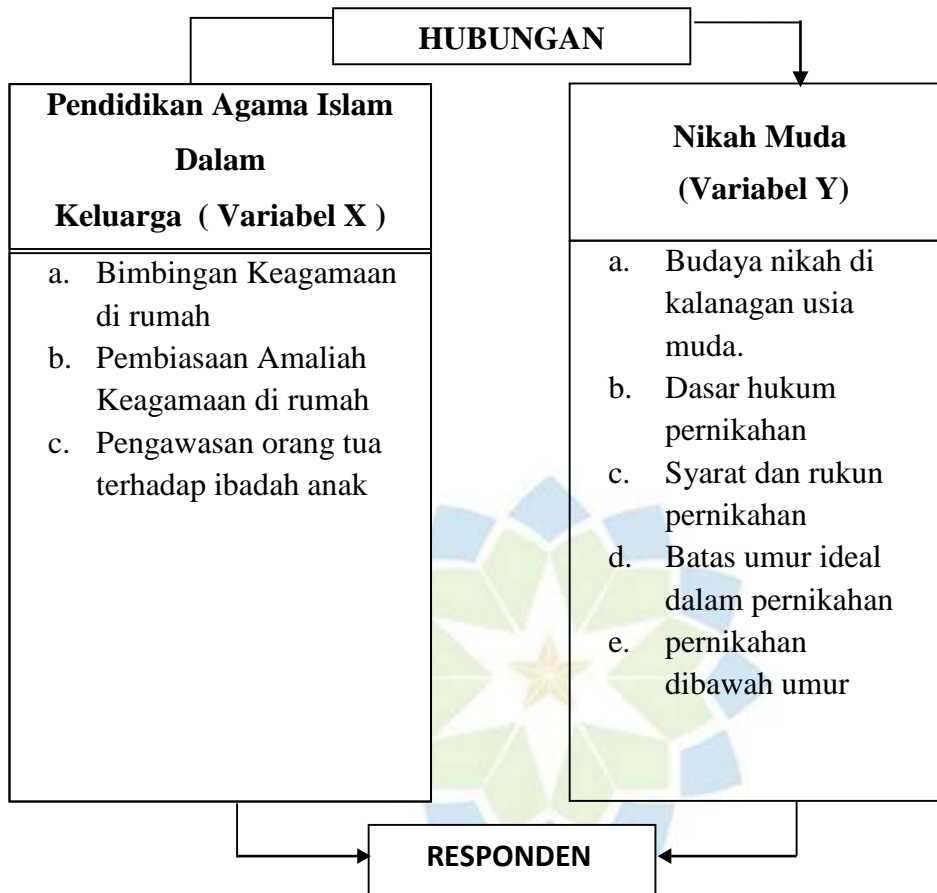 HUBUNGAN
Pendidikan Agama Islam
Dalam
Keluarga ( Variabel X )
a. Bimbingan Keagamaan
di rumah
b. Pembiasaan Amaliah
Keagamaan di rumah
c. Pengawasan orang tua
terhadap ibadah anak
Nikah Muda
(Variabel Y)
a. Budaya nikah di
kalanagan usia
muda.
b. Dasar hukum
pernikahan
c. Syarat dan rukun
pernikahan
d. Batas umur ideal
dalam pernikahan
e. pernikahan
dibawah umur
RESPONDEN